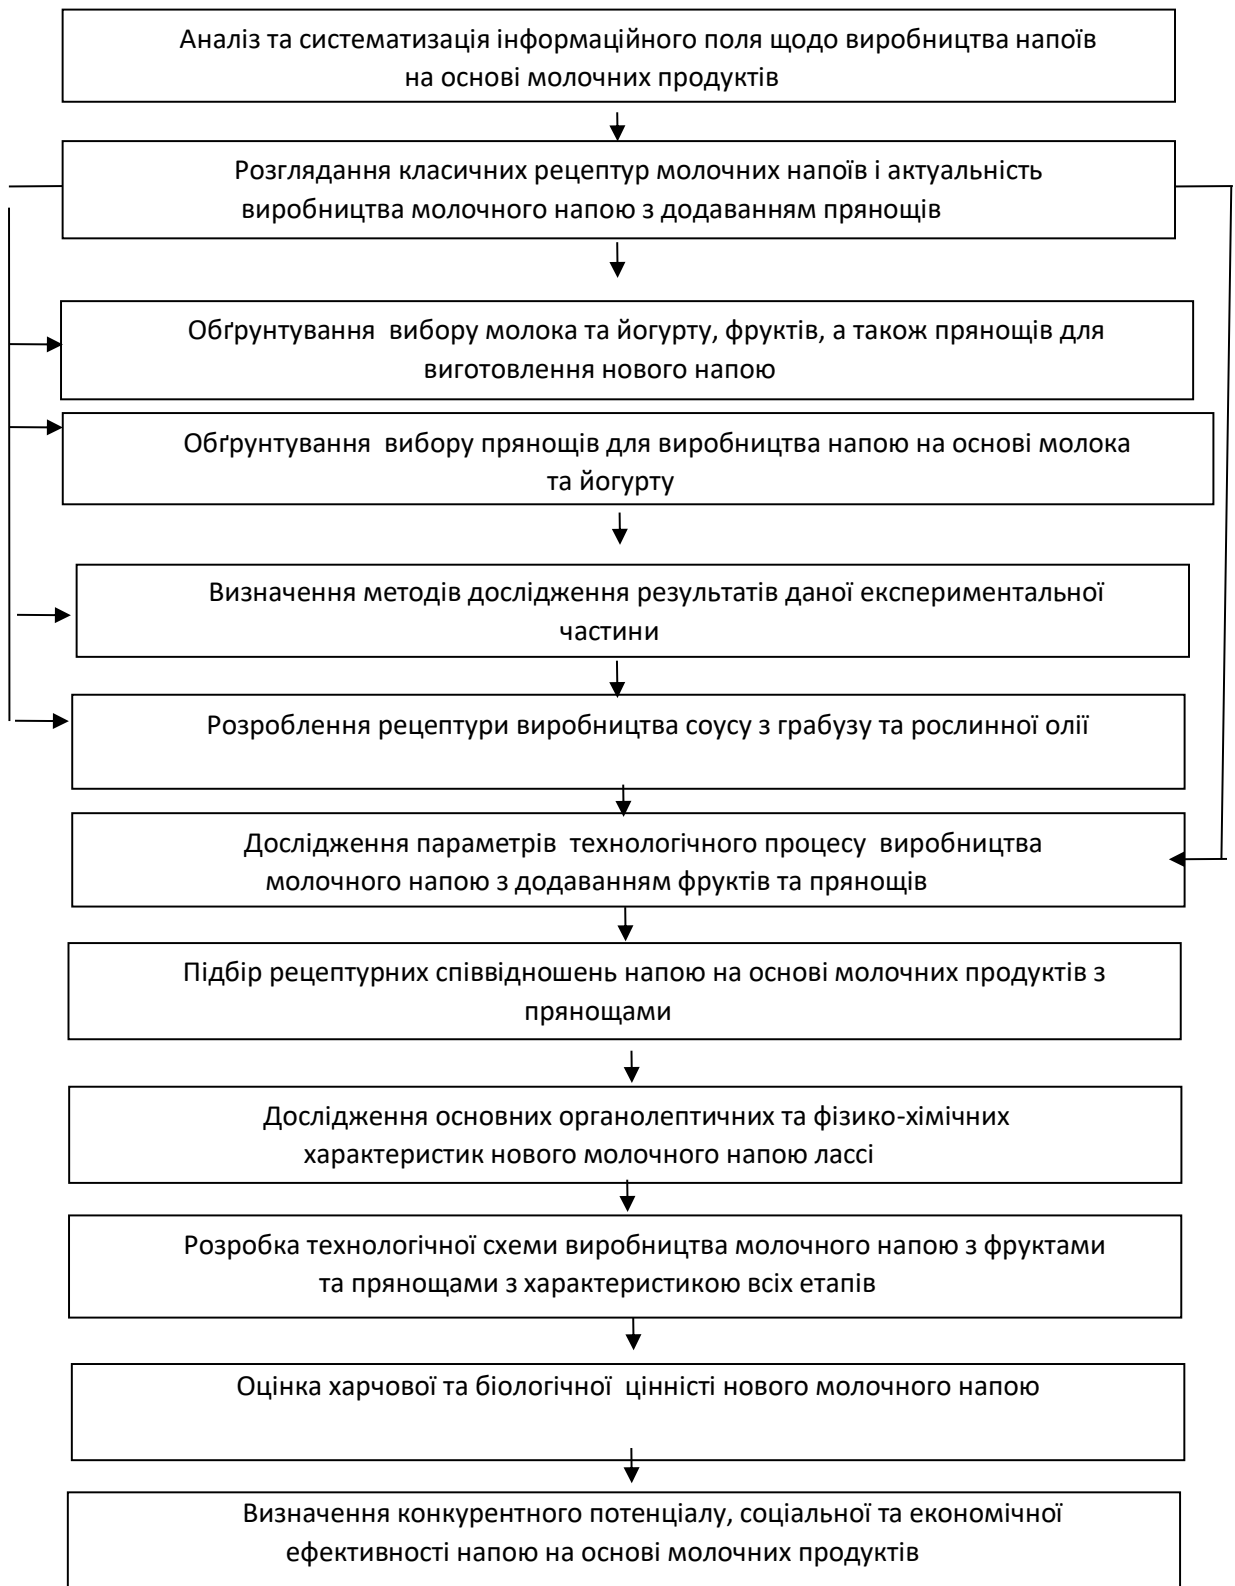 Аналіз та систематизація інформаційного поля щодо виробництва напоїв
на основі молочних продуктів
Розглядання класичних рецептур молочних напоїв і актуальність
виробництва молочного напою з додаванням прянощів
Обґрунтування вибору молока та йогурту, фруктів, а також прянощів для
виготовлення нового напою
Обґрунтування вибору прянощів для виробництва напою на основі молока
та йогурту
Визначення методів дослідження результатів даної експериментальної
частини
Розроблення рецептури виробництва соусу з грабузу та рослинної олії
Дослідження параметрів технологічного процесу виробництва
молочного напою з додаванням фруктів та прянощів
Підбір рецептурних співвідношень напою на основі молочних продуктів з
прянощами
Дослідження основних органолептичних та фізико-хімічних
характеристик нового молочного напою лассі
Розробка технологічної схеми виробництва молочного напою з фруктами
та прянощами з характеристикою всіх етапів
Оцінка харчової та біологічної цінністі нового молочного напою
Визначення конкурентного потенціалу, соціальної та економічної
ефективності напою на основі молочних продуктів